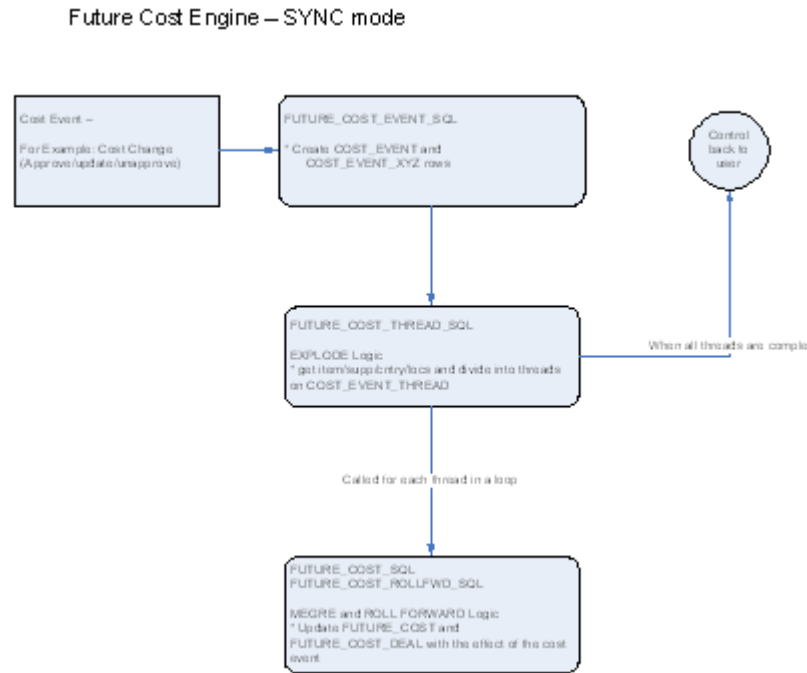 Future Cost Engine – SYNC mode
Cost Event –
For Example: Cost Change
(Approve/update/unapprove)
FUTURE_COST_EVENT_SQL
* Create COST_EVENT and
COST_EVENT_XYZ rows
Control
back to
user
FUTURE_COST_THREAD_SQL
EXPLODE Logic
* get item/supp/cntry/locs and divide into threads
on COST_EVENT_THREAD
When all threads are comple
Called for each thread in a loop
FUTURE_COST_SQL
FUTURE_COST_ROLLFWD_SQL
MEGRE and ROLL FORWARD Logic
* Update FUTURE_COST and
FUTURE_COST_DEAL with the effect of the cost
event